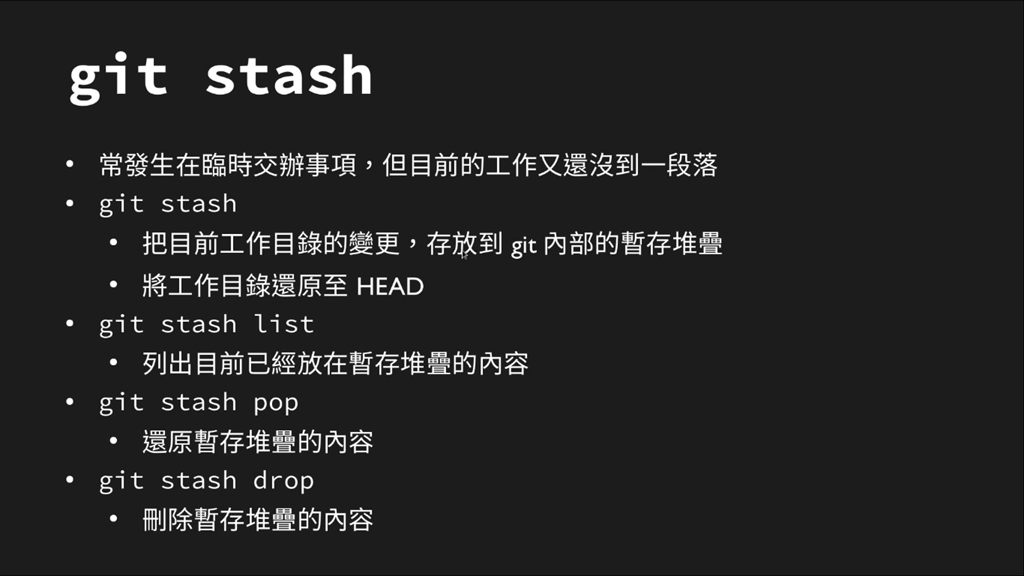 git stash
• 常發生在臨時交辦事項，但目前的工作又還沒到一段落
• git stash
• 把目前工作目錄的變更，存放到 git 內部的暫存堆疊
• 將工作目錄還原至 HEAD
• git stash list
• 列出目前已經放在暫存堆疊的內容
• git stash pop
• 還原暫存堆疊的內容
• git stash drop
• 刪除暫存堆疊的內容